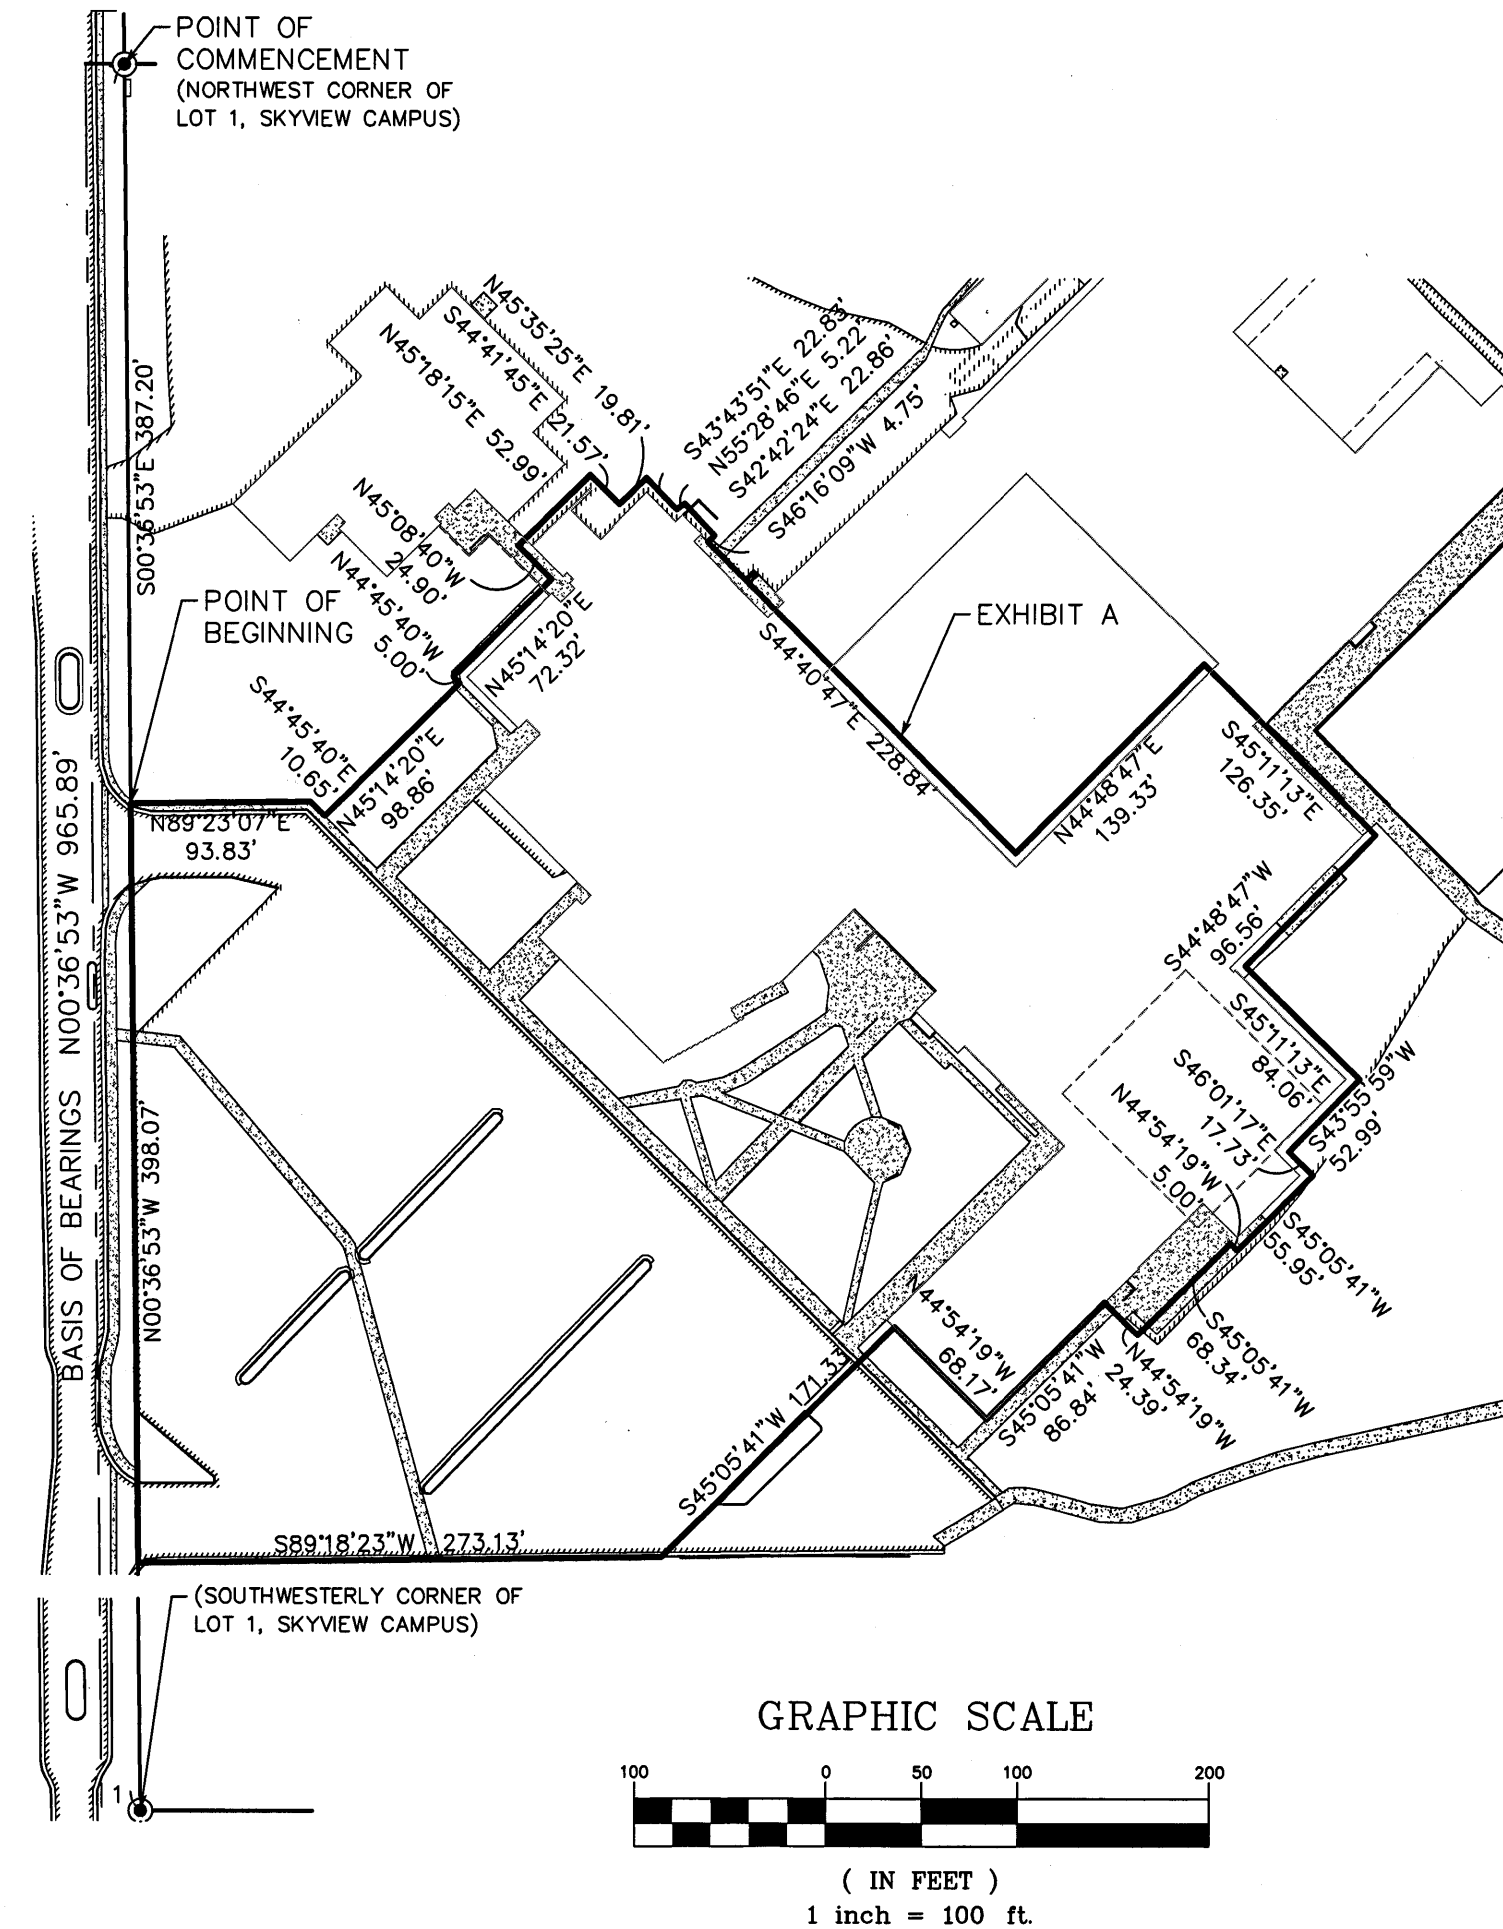 POINT OF
COMMENCEMENT
(NORTHWEST CORNER OF
LOT 1, SKYVIEW CAMPUS)
S00°36'53"E 387.20'
N45°35'25"E 19.81'
S44°41'45"E 21.57'
N45°18'15"E 52.99'
S43°43'51"E 22.83'
N55°28'46"E 5.22'
S42°42'24"E 22.86'
S46°16'09"W 4.75'
N45°08'40"W
24.90'
N44°45'40"W
5.00'
N45°14'20"E
72.32'
POINT OF
BEGINNING
EXHIBIT A
S44°45'40"E
10.65'
N45°14'20"E
98.86'
S44°40'47"E 228.84'
N44°48'47"E
139.33'
S45°11'13"E
126.35'
N89°23'07"E
93.83'
BASIS OF BEARINGS N00°36'53"W 965.89'
S44°48'47"W
96.56'
S45°11'13"E
84.06'
S43°55'59"W
52.99'
S46°01'17"E
17.73'
N44°54'19"W
5.00'
S45°05'41"W
55.95'
N00°36'53"W 398.07'
S45°05'41"W
68.34'
N44°54'19"W
24.39'
S45°05'41"W
86.84'
N44°54'19"W
68.17'
S45°05'41"W 171.33'
S89°18'23"W 273.13'
(SOUTHWESTERLY CORNER OF
LOT 1, SKYVIEW CAMPUS)
1
GRAPHIC SCALE
100 0 50 100 200
( IN FEET )
1 inch = 100 ft.